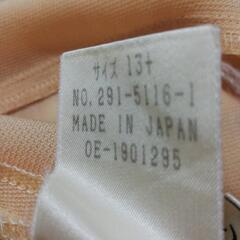 サイズ 13+
NO. 291-5116-1
MADE IN JAPAN
OE-1901295